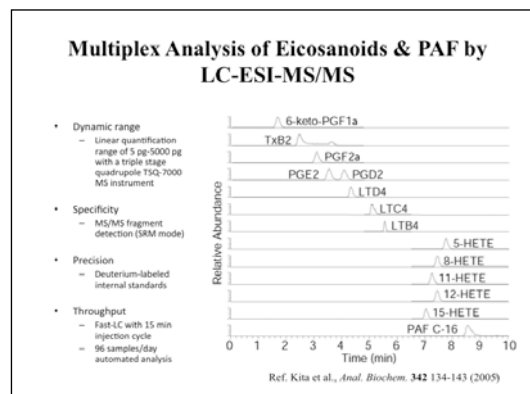 Multiplex Analysis of Eicosanoids & PAF by
LC-ESI-MS/MS
• Dynamic range
– Linear quantification
range of 5 pg-5000 pg
with a triple stage
quadrupole TSQ-7000
MS instrument
• Specificity
– MS/MS fragment
detection (SRM mode)
• Precision
– Deuterium-labeled
internal standards
• Throughput
– Fast-LC with 15 min
injection cycle
– 96 samples/day
automated analysis
Relative Abundance
6-keto-PGF1a
TxB2
PGF2a
PGE2 PGD2
LTD4
LTC4
LTB4
5-HETE
8-HETE
11-HETE
12-HETE
15-HETE
PAF C-16
0 1 2 3 4 5 6 7 8 9 10
Time (min)
Ref. Kita et al., Anal. Biochem. 342 134-143 (2005)